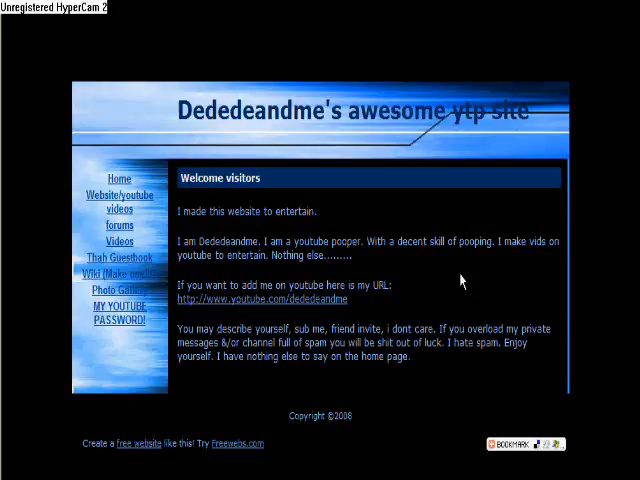 Unregistered HyperCam 2
Dededeandme's awesome ytp site
Home
Website/youtube
videos
forums
Videos
Thah Guestbook
Wiki (Make
Photo Gallery
MY YOUTUBE
PASSWORD!
Welcome visitors
I made this website to entertain.
I am Dededeandme. I am a youtube pooper. With a decent skill of pooping. I make vids on
youtube to entertain. Nothing else.........
If you want to add me on youtube here is my URL:
http://www.youtube.com/dededeandme
You may describe yourself, sub me, friend invite, i dont care. If you overload my private
messages &/or channel full of spam you will be shit out of luck. I hate spam. Enjoy
yourself. I have nothing else to say on the home page.
Copyright ©2008
Create a free website like this! Try Freewebs.com
BOOKMARK